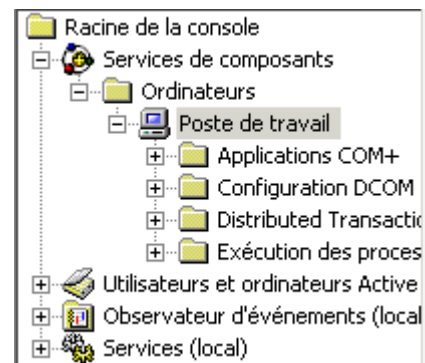 Racine de la console
Services de composants
Ordinateurs
Poste de travail
Applications COM+
Configuration DCOM
Distributed Transactic
Exécution des proces
Utilisateurs et ordinateurs Active
Observateur d'événements (local
Services (local)